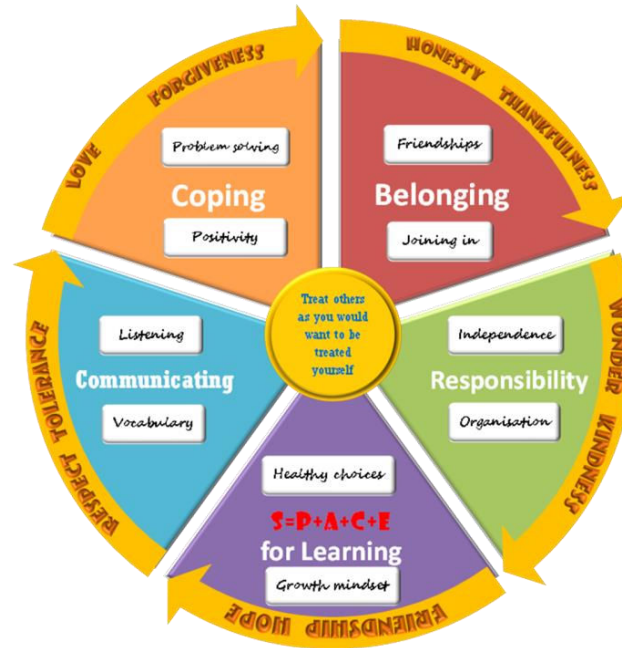 LOVE FORGIVENESS
HONESTY THANKFULNESS
Problem solving
Coping
Positivity
Friendships
Belonging
Joining in
Treat others
as you would
want to be
treated
yourself
Listening
Communicating
Vocabulary
Independence
Responsibility
Organisation
RESPECT TOLERANCE
WONDER KINDNESS
Healthy choices
S=P+A+C+E
for Learning
Growth mindset
FRIENDSHIP HOPE